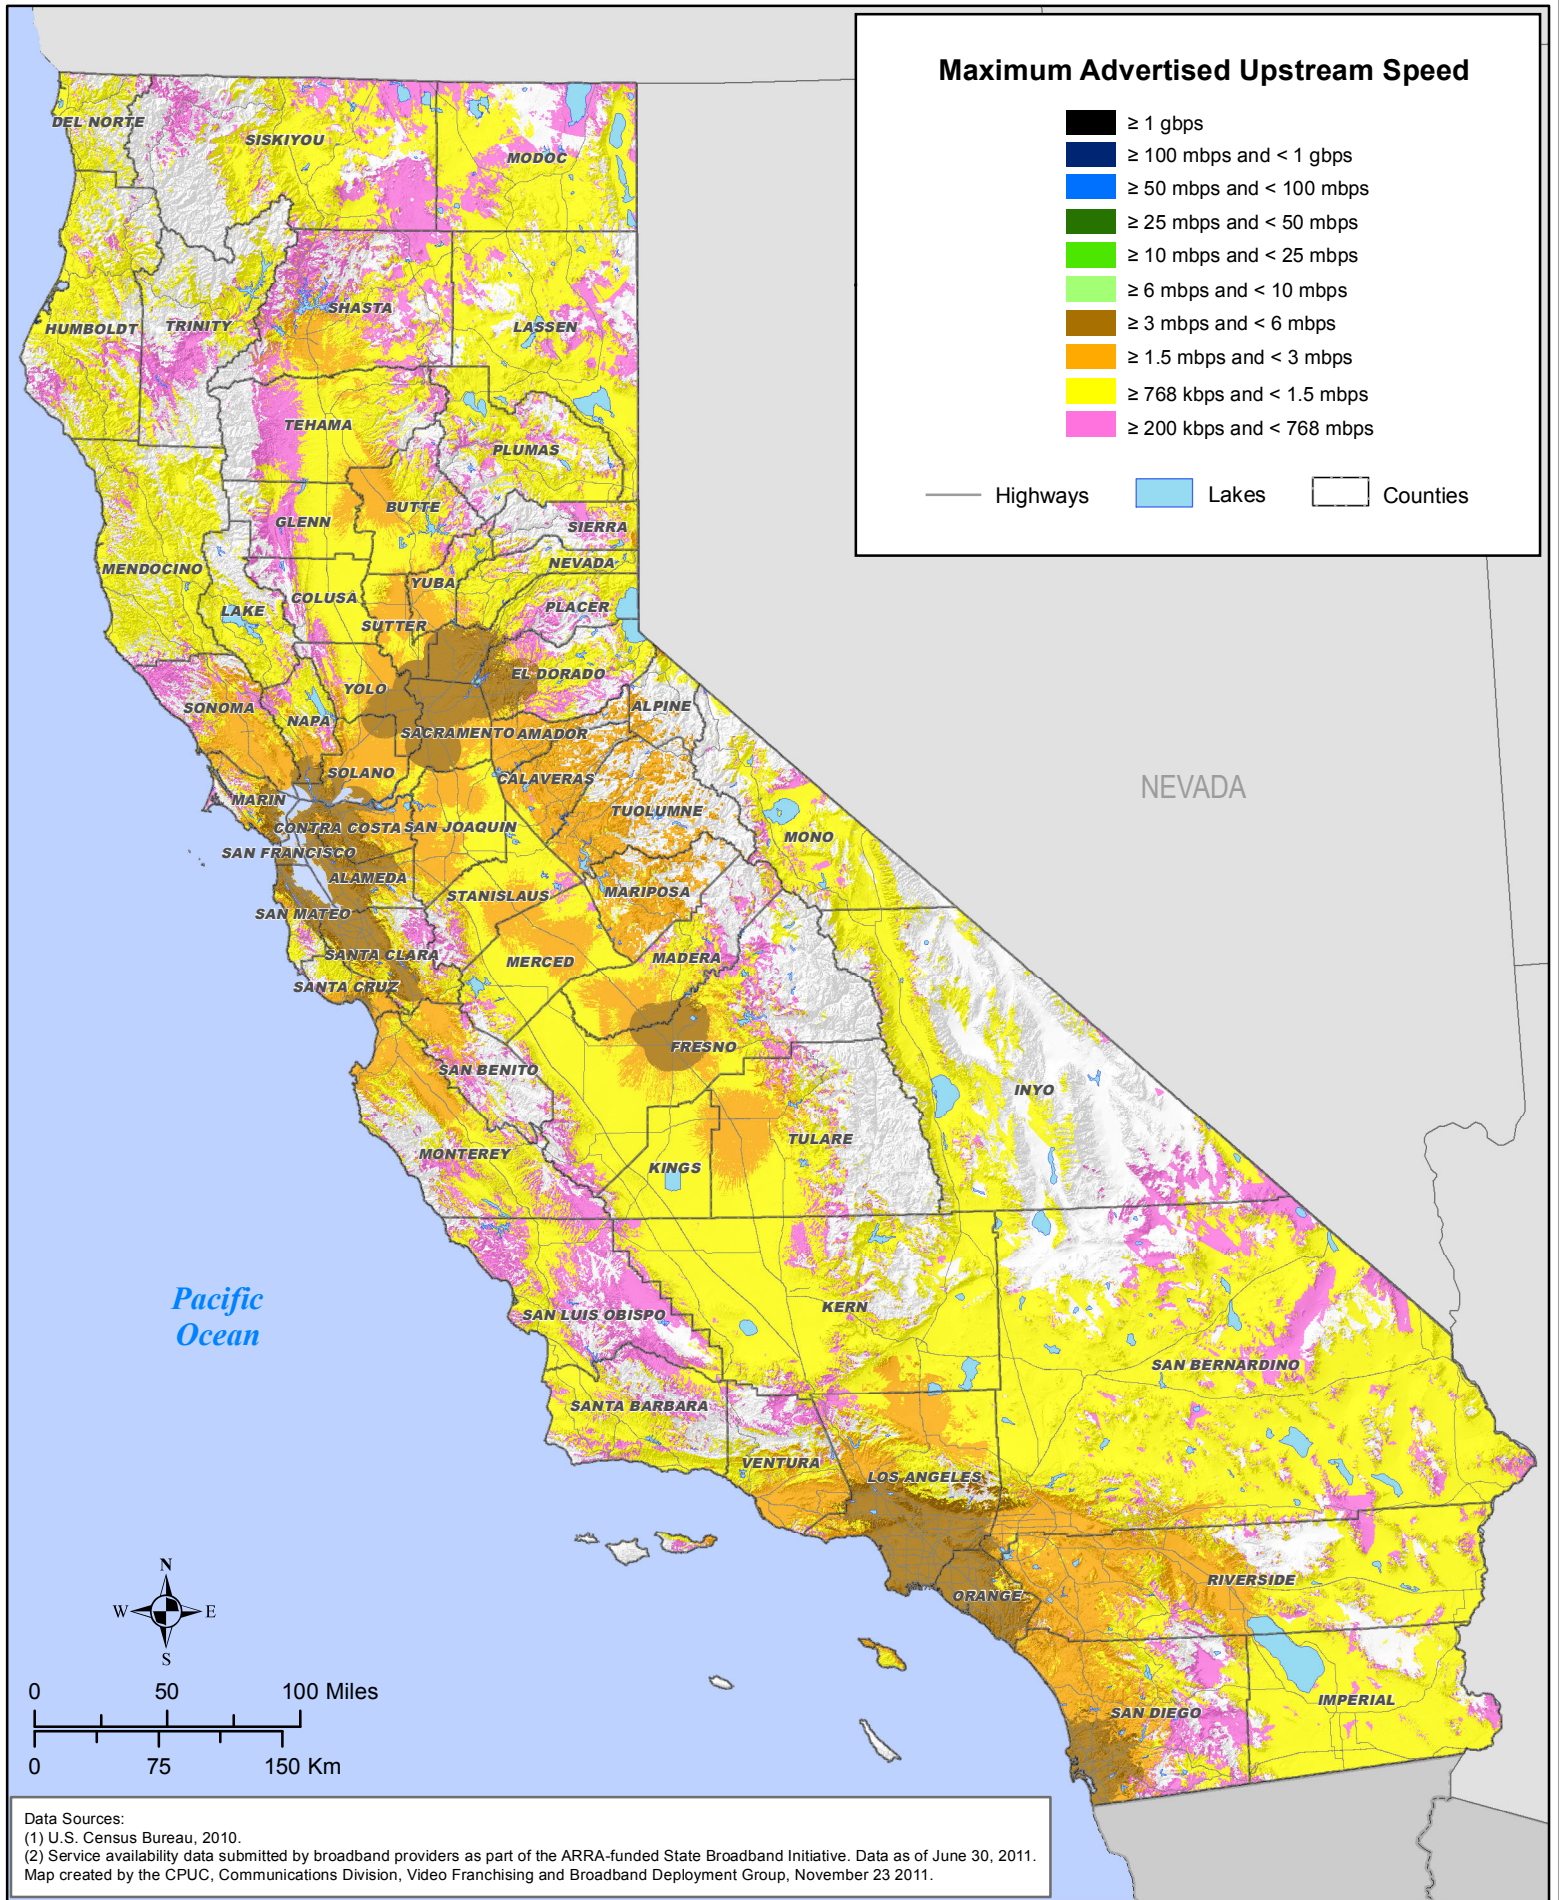 Maximum Advertised Upstream Speed
≥ 1 gbps
≥ 100 mbps and < 1 gbps
≥ 50 mbps and < 100 mbps
≥ 25 mbps and < 50 mbps
≥ 10 mbps and < 25 mbps
≥ 6 mbps and < 10 mbps
≥ 3 mbps and < 6 mbps
≥ 1.5 mbps and < 3 mbps
≥ 768 kbps and < 1.5 mbps
≥ 200 kbps and < 768 mbps
Highways
Lakes
Counties
DEL NORTE
SISKIYOU
MODOC
HUMBOLDT
TRINITY
SHASTA
LASSEN
TEHAMA
PLUMAS
GLENN
BUTTE
SIERRA
MENDOCINO
NEVADA
COLUSA
YUBA
LAKE
PLACER
SUTTER
EL DORADO
YOLO
SONOMA
NAPA
ALPINE
SACRAMENTO
AMADOR
SOLANO
CALAVERAS
NEVADA
MARIN
TUOLUMNE
CONTRA COSTA
SAN JOAQUIN
MONO
SAN FRANCISCO
ALAMEDA
STANISLAUS
MARIPOSA
SAN MATEO
SANTA CLARA
MERCED
MADERA
SANTA CRUZ
FRESNO
SAN BENITO
INYO
MONTEREY
TULARE
KINGS
Pacific
Ocean
SAN LUIS OBISPO
KERN
SAN BERNARDINO
SANTA BARBARA
VENTURA
LOS ANGELES
ORANGE
RIVERSIDE
SAN DIEGO
IMPERIAL
N
W
E
S
0
50
100 Miles
0
75
150 Km
Data Sources:
(1) U.S. Census Bureau, 2010.
(2) Service availability data submitted by broadband providers as part of the ARRA-funded State Broadband Initiative. Data as of June 30, 2011.
Map created by the CPUC, Communications Division, Video Franchising and Broadband Deployment Group, November 23 2011.